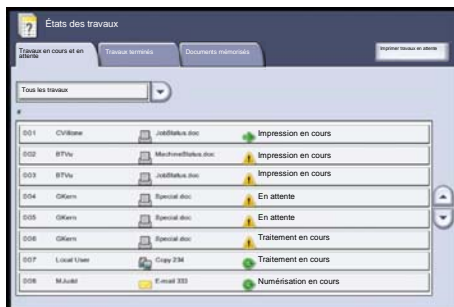 États des travaux
Travaux en cours et en attente
Travaux terminés
Documents mémorisés
Imprimer travaux en attente
Tous les travaux
#
001 CVillone JobStatus.doc Impression en cours
002 BTVu MachineStatus.doc Impression en cours
003 BTVu JobStatus.doc Impression en cours
004 GKern Special.doc En attente
005 GKern Special.doc En attente
006 GKern Special.doc Traitement en cours
007 Local User Copy 234 Traitement en cours
008 MJudd E-mail 333 Numérisation en cours